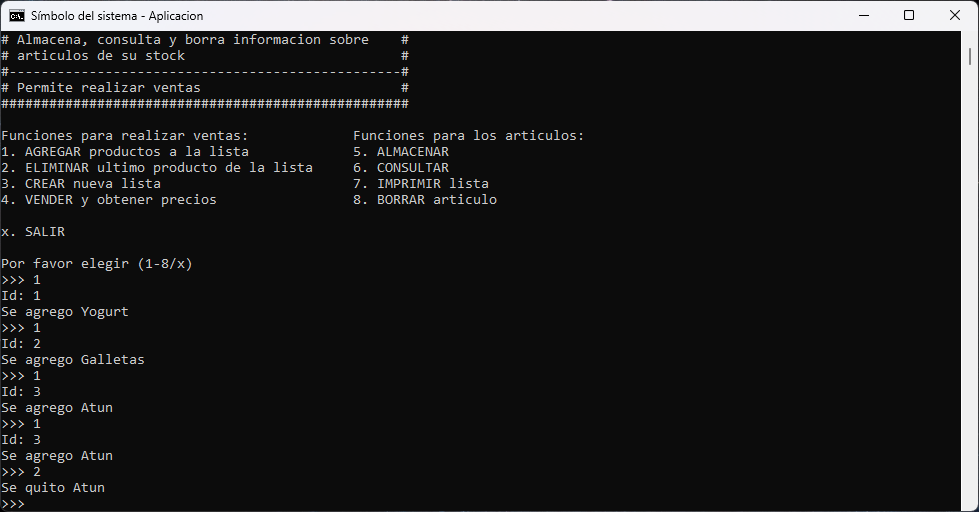 Símbolo del sistema - Aplicacion
# Almacena, consulta y borra informacion sobre    #
# articulos de su stock                           #
#-------------------------------------------------#
# Permite realizar ventas                         #
###################################################
Funciones para realizar ventas:             Funciones para los articulos:
1. AGREGAR productos a la lista             5. ALMACENAR
2. ELIMINAR ultimo producto de la lista     6. CONSULTAR
3. CREAR nueva lista                        7. IMPRIMIR lista
4. VENDER y obtener precios                 8. BORRAR articulo
x. SALIR
Por favor elegir (1-8/x)
>>> 1
Id: 1
Se agrego Yogurt
>>> 1
Id: 2
Se agrego Galletas
>>> 1
Id: 3
Se agrego Atun
>>> 1
Id: 3
Se agrego Atun
>>> 2
Se quito Atun
>>>